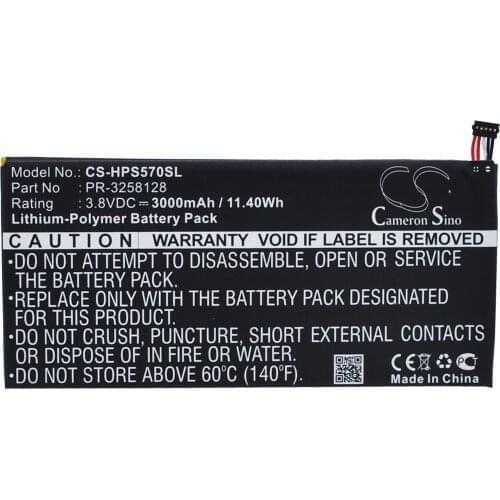 Model No.: CS-HPS570SL
Part No : PR-3258128
Rating : 3.8VDC ⎓ 3000mAh / 11.40Wh
Lithium-Polymer Battery Pack
CS
Cameron Sino
CAUTION WARRANTY VOID IF LABEL IS REMOVED
•DO NOT ATTEMPT TO DISASSEMBLE, OPEN OR SERVICE
THE BATTERY PACK.
•REPLACE ONLY WITH THE BATTERY PACK DESIGNATED
FOR THIS PRODUCT.
•DO NOT CRUSH, PUNCTURE, SHORT EXTERNAL
CONTACTS OR DISPOSE OF IN FIRE OR WATER.
•DO NOT STORE ABOVE 60°C (140°F).
CE
Made In China